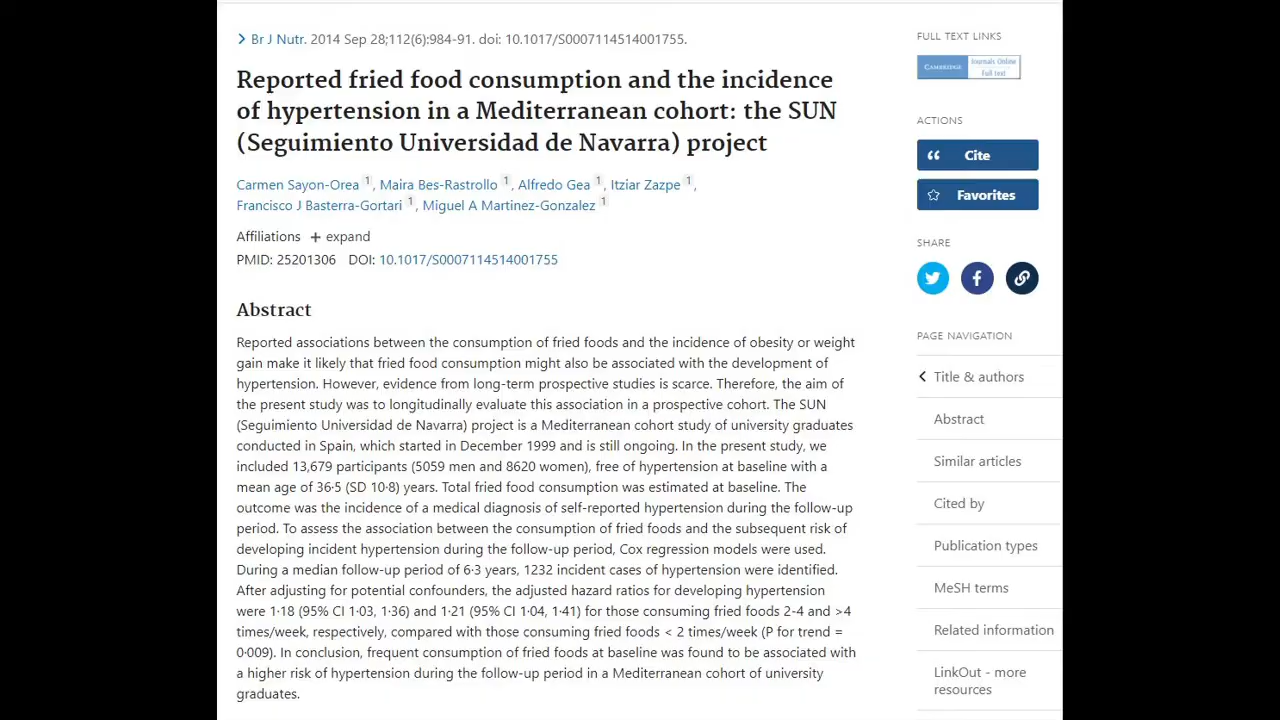 Br J Nutr. 2014 Sep 28;112(6):984-91. doi: 10.1017/S0007114514001755.
Reported fried food consumption and the incidence
of hypertension in a Mediterranean cohort: the SUN
(Seguimiento Universidad de Navarra) project
Carmen Sayon-Orea 1, Maira Bes-Rastrollo 1, Alfredo Gea 1, Itziar Zazpe 1,
Francisco J Basterra-Gortari 1, Miguel A Martinez-Gonzalez 1
Affiliations + expand
PMID: 25201306 DOI: 10.1017/S0007114514001755
Abstract
Reported associations between the consumption of fried foods and the incidence of obesity or weight
gain make it likely that fried food consumption might also be associated with the development of
hypertension. However, evidence from long-term prospective studies is scarce. Therefore, the aim of
the present study was to longitudinally evaluate this association in a prospective cohort. The SUN
(Seguimiento Universidad de Navarra) project is a Mediterranean cohort study of university graduates
conducted in Spain, which started in December 1999 and is still ongoing. In the present study, we
included 13,679 participants (5059 men and 8620 women), free of hypertension at baseline with a
mean age of 36·5 (SD 10·8) years. Total fried food consumption was estimated at baseline. The
outcome was the incidence of a medical diagnosis of self-reported hypertension during the follow-up
period. To assess the association between the consumption of fried foods and the subsequent risk of
developing incident hypertension during the follow-up period, Cox regression models were used.
During a median follow-up period of 6·3 years, 1232 incident cases of hypertension were identified.
After adjusting for potential confounders, the adjusted hazard ratios for developing hypertension
were 1·18 (95% CI 1·03, 1·36) and 1·21 (95% CI 1·04, 1·41) for those consuming fried foods 2-4 and >4
times/week, respectively, compared with those consuming fried foods < 2 times/week (P for trend =
0·009). In conclusion, frequent consumption of fried foods at baseline was found to be associated with
a higher risk of hypertension during the follow-up period in a Mediterranean cohort of university
graduates.
FULL TEXT LINKS
CAMBRIDGE
Journals Online
Full text
ACTIONS
Cite
Favorites
SHARE
PAGE NAVIGATION
Title & authors
Abstract
Similar articles
Cited by
Publication types
MeSH terms
Related information
LinkOut - more
resources